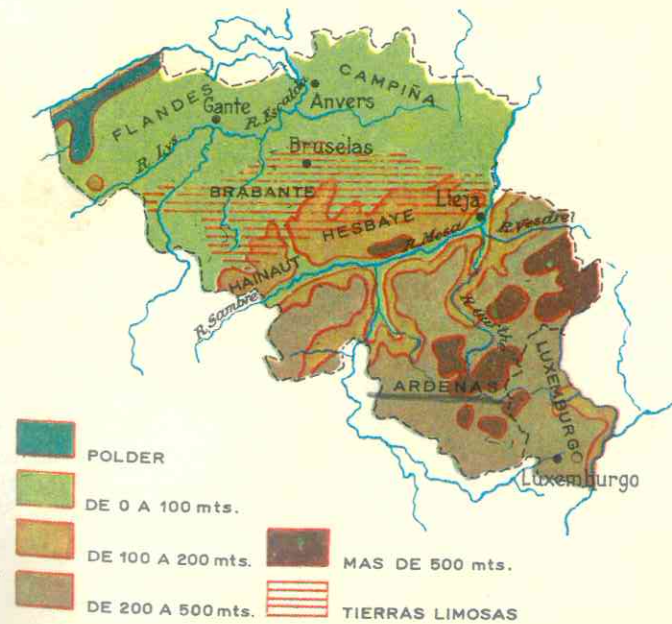 CAMPIÑA
FLANDES
Gante
R. Escalda
Anvers
R. Lys
Bruselas
BRABANTE
Lieja
HESBAYE
R. Vesdre
R. Mosa
HAINAUT
R. Sambre
R. Ourthe
LUXEMBURGO
ARDENAS
Luxemburgo
POLDER
DE 0 A 100 mts.
DE 100 A 200 mts.
MAS DE 500 mts.
DE 200 A 500 mts.
TIERRAS LIMOSAS